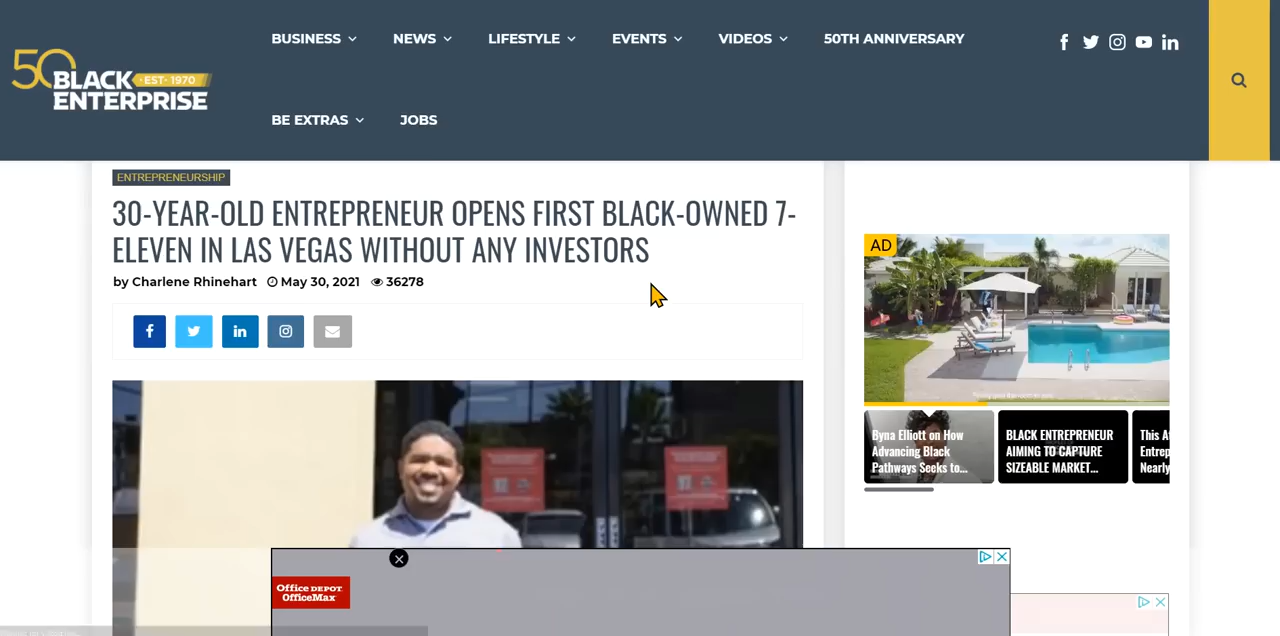 BUSINESS NEWS LIFESTYLE EVENTS VIDEOS 50TH ANNIVERSARY
50 BLACK
EST- 1970
ENTERPRISE
BE EXTRAS JOBS
ENTREPRENEURSHIP
30-YEAR-OLD ENTREPRENEUR OPENS FIRST BLACK-OWNED 7-
ELEVEN IN LAS VEGAS WITHOUT ANY INVESTORS
by Charlene Rhinehart May 30, 2021 36278
AD
Byna Elliott on How
Advancing Black
Pathways Seeks to...
BLACK ENTREPRENEUR
AIMING TO CAPTURE
SIZEABLE MARKET...
This A
Entrep
Nearly
Office DEPOT
OfficeMax